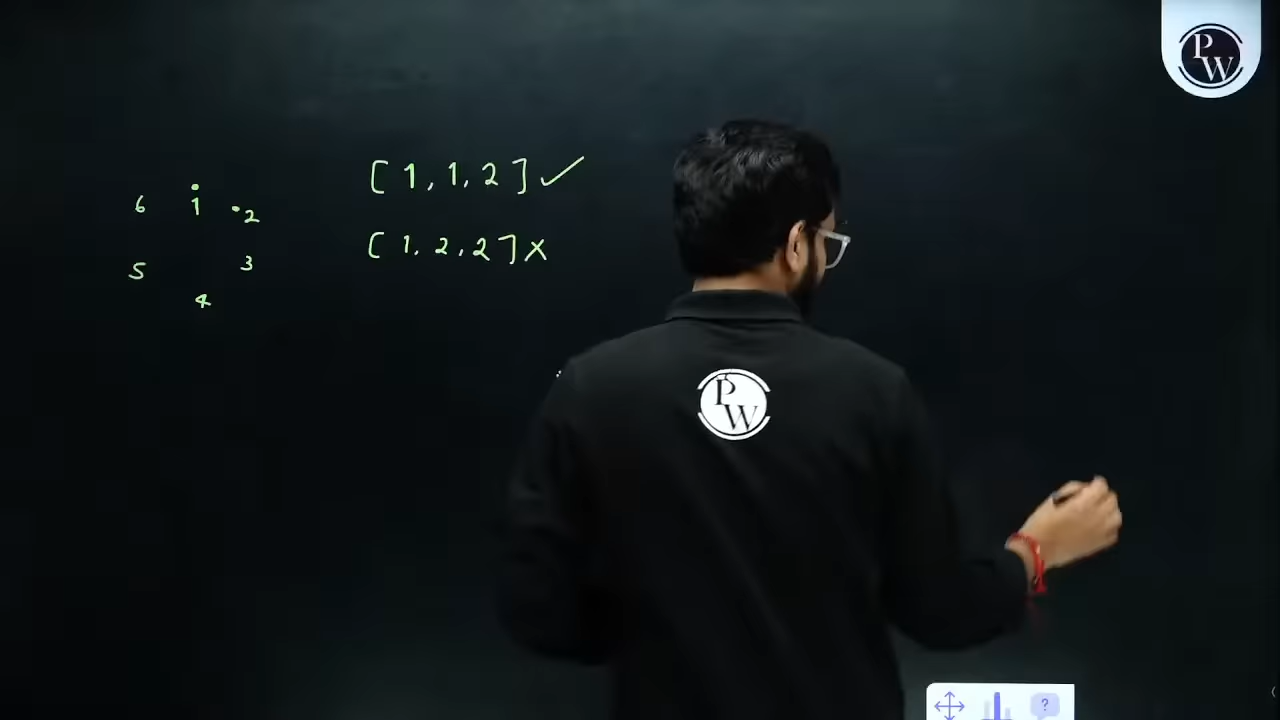 PW
[1, 1, 2] ✓
6 1 .2
[1, 2, 2] X
5 3
4
PW
?